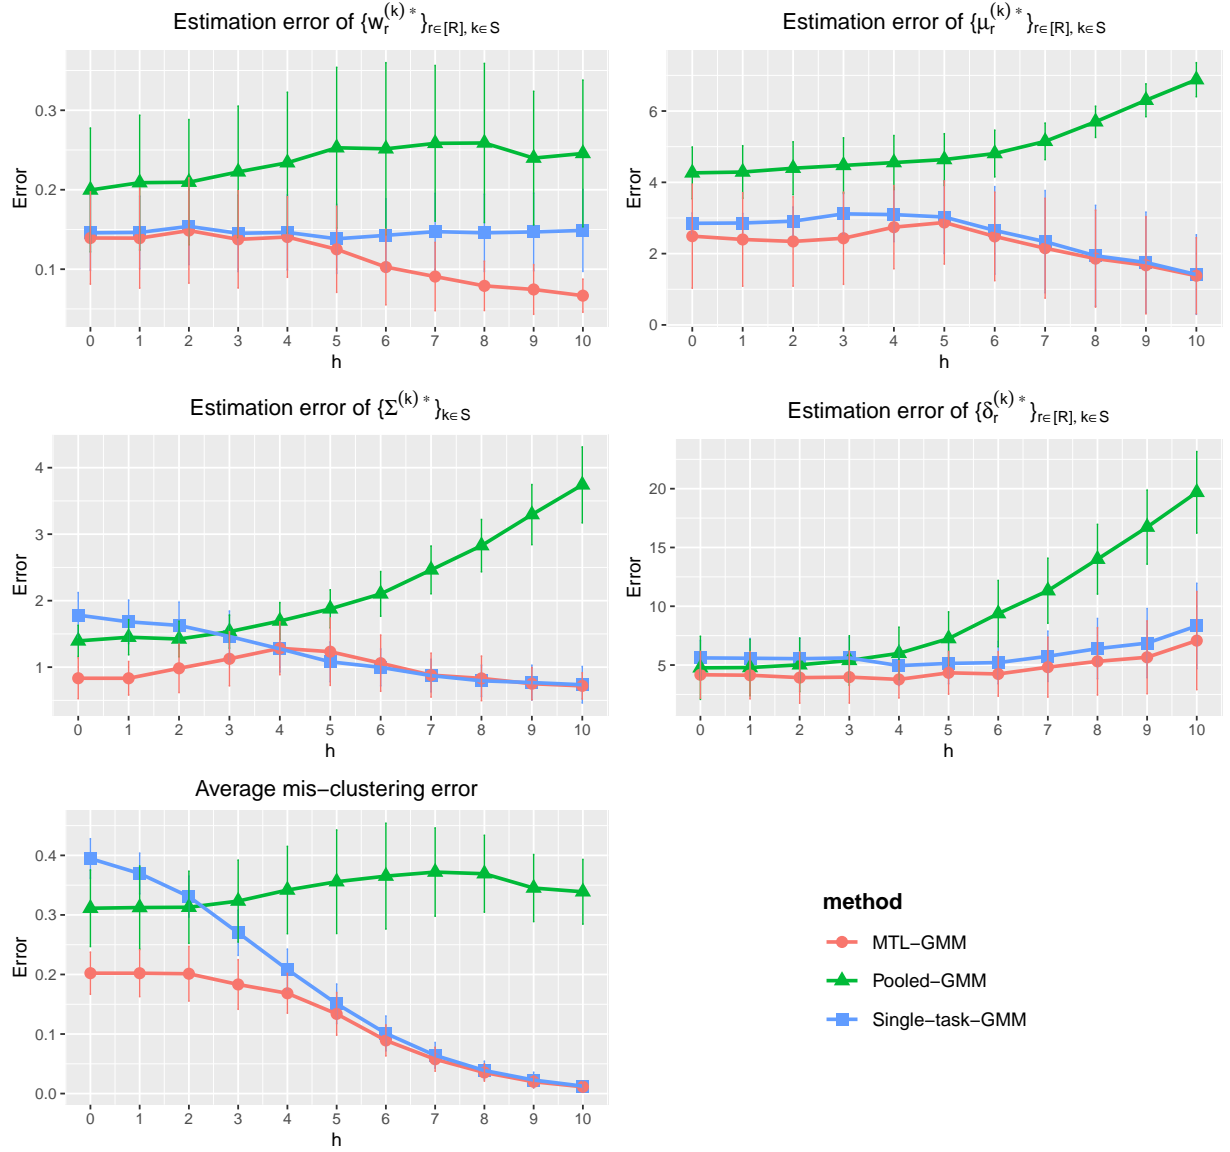 Estimation error of {w_r^(k)*}_r∈[R], k∈S
Error
0.3
0.2
0.1
0 1 2 3 4 5 6 7 8 9 10
h
Estimation error of {μ_r^(k)*}_r∈[R], k∈S
Error
6
4
2
0
0 1 2 3 4 5 6 7 8 9 10
h
Estimation error of {Σ^(k)*}_k∈S
Error
4
3
2
1
0 1 2 3 4 5 6 7 8 9 10
h
Estimation error of {δ_r^(k)*}_r∈[R], k∈S
Error
20
15
10
5
0 1 2 3 4 5 6 7 8 9 10
h
Average mis−clustering error
Error
0.4
0.3
0.2
0.1
0.0
0 1 2 3 4 5 6 7 8 9 10
h
method
MTL−GMM
Pooled−GMM
Single−task−GMM